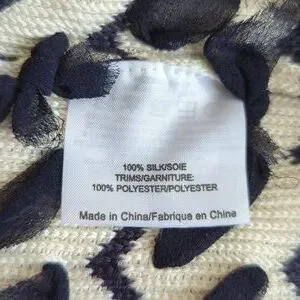 100% SILK/SOIE
TRIMS/GARNITURE:
100% POLYESTER/POLYESTER
Made in China/Fabrique en Chine